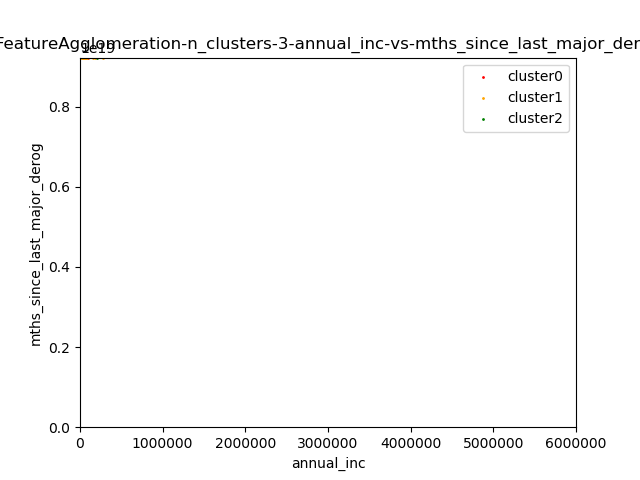 FeatureAgglomeration-n_clusters-3-annual_inc-vs-mths_since_last_major_der
1e19
cluster0
cluster1
cluster2
0.8
0.6
0.4
0.2
0.0
mths_since_last_major_derog
0 1000000 2000000 3000000 4000000 5000000 6000000
annual_inc